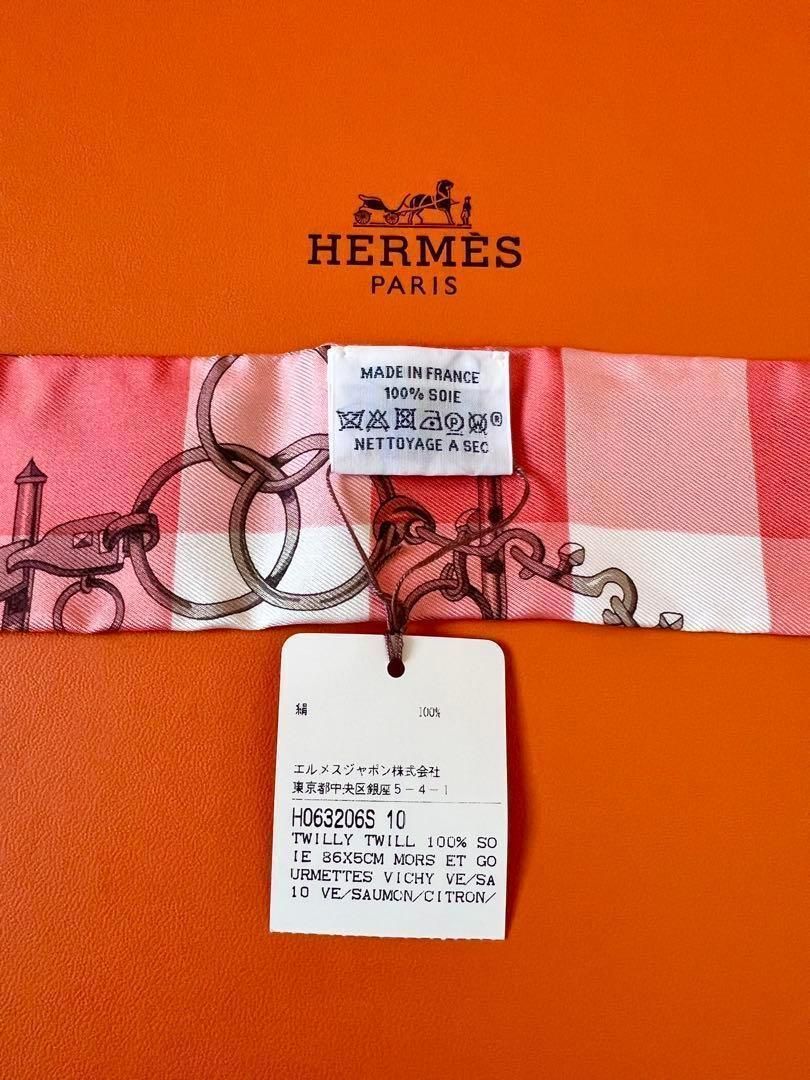 HERMÈS
PARIS
MADE IN FRANCE
100% SOIE
P W ®
NETTOYAGE A SEC
絹 100%
エルメスジャポン株式会社
東京都中央区銀座5-4-1
H063206S 10
TWILLY TWILL 100% SO
IE 86X5CM MORS ET GO
URMETTES VICHY VE/SA
10 VE/SAUMON/CITRON/